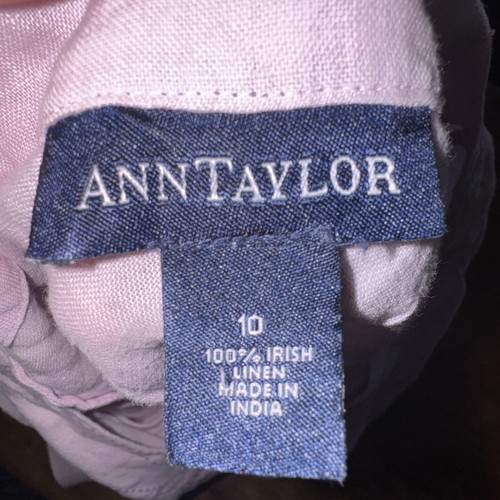 ANNTAYLOR
10
100% IRISH
LINEN
MADE IN
INDIA